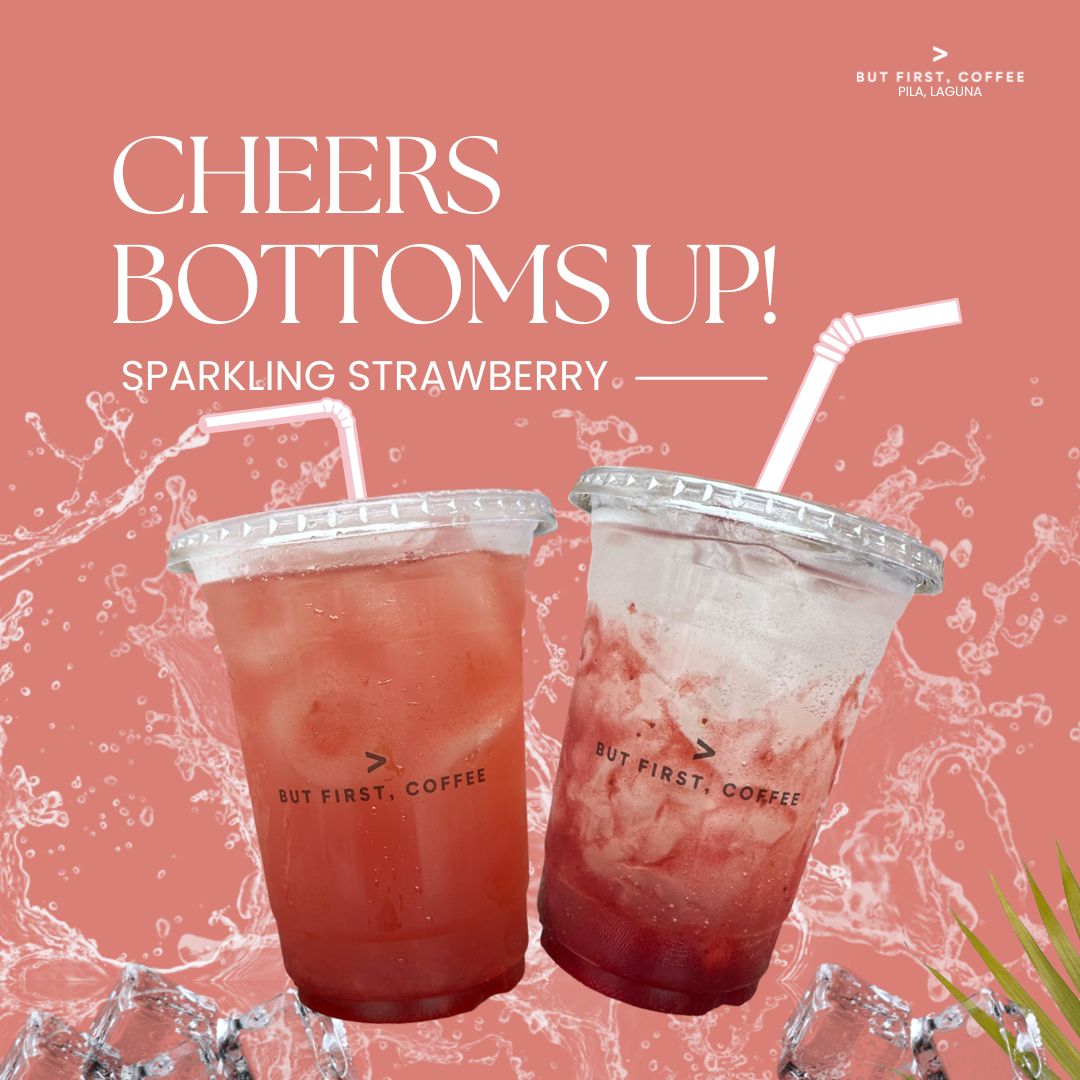 >
BUT FIRST, COFFEE
PILA, LAGUNA
CHEERS
BOTTOMS UP!
SPARKLING STRAWBERRY
>
BUT FIRST, COFFEE
>
BUT FIRST, COFFEE